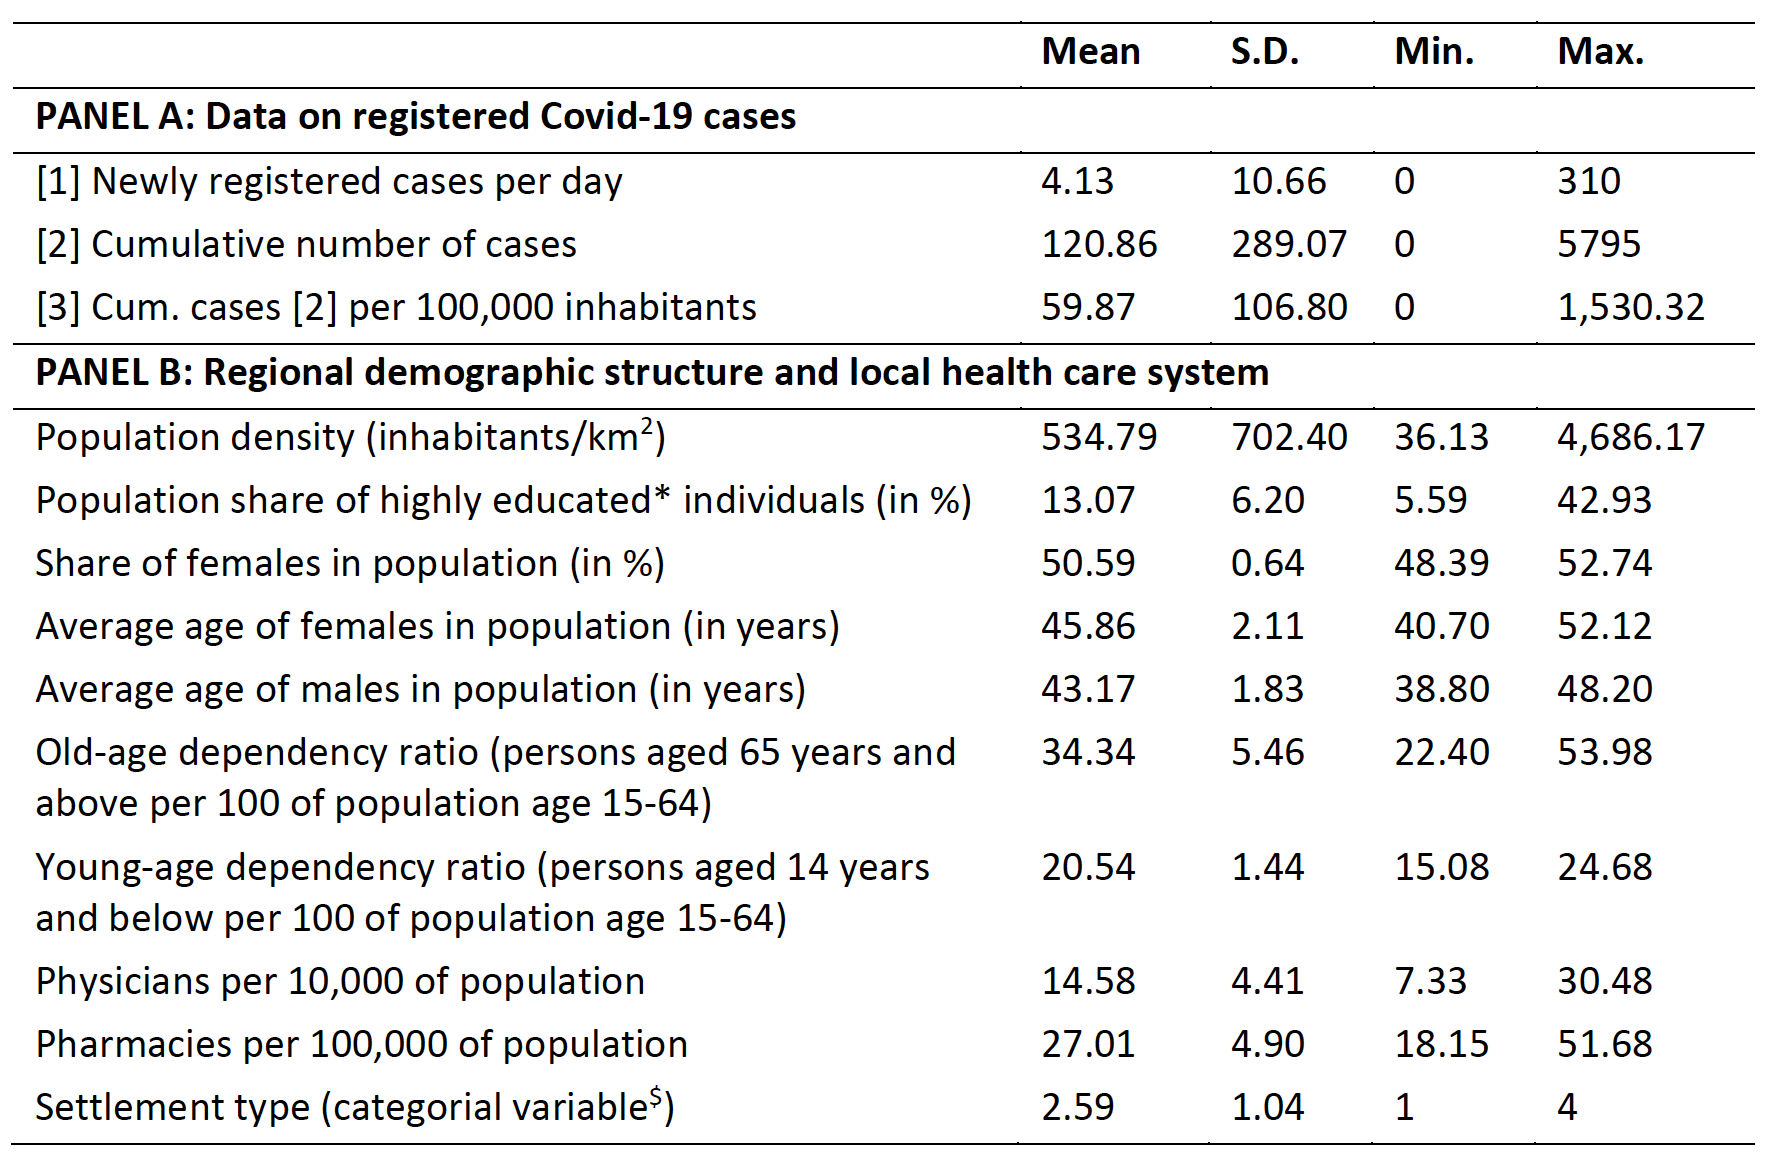 Mean S.D. Min. Max.
PANEL A: Data on registered Covid-19 cases
[1] Newly registered cases per day 4.13 10.66 0 310
[2] Cumulative number of cases 120.86 289.07 0 5795
[3] Cum. cases [2] per 100,000 inhabitants 59.87 106.80 0 1,530.32
PANEL B: Regional demographic structure and local health care system
Population density (inhabitants/km²) 534.79 702.40 36.13 4,686.17
Population share of highly educated* individuals (in %) 13.07 6.20 5.59 42.93
Share of females in population (in %) 50.59 0.64 48.39 52.74
Average age of females in population (in years) 45.86 2.11 40.70 52.12
Average age of males in population (in years) 43.17 1.83 38.80 48.20
Old-age dependency ratio (persons aged 65 years and 34.34 5.46 22.40 53.98
above per 100 of population age 15-64)
Young-age dependency ratio (persons aged 14 years 20.54 1.44 15.08 24.68
and below per 100 of population age 15-64)
Physicians per 10,000 of population 14.58 4.41 7.33 30.48
Pharmacies per 100,000 of population 27.01 4.90 18.15 51.68
Settlement type (categorial variable$) 2.59 1.04 1 4